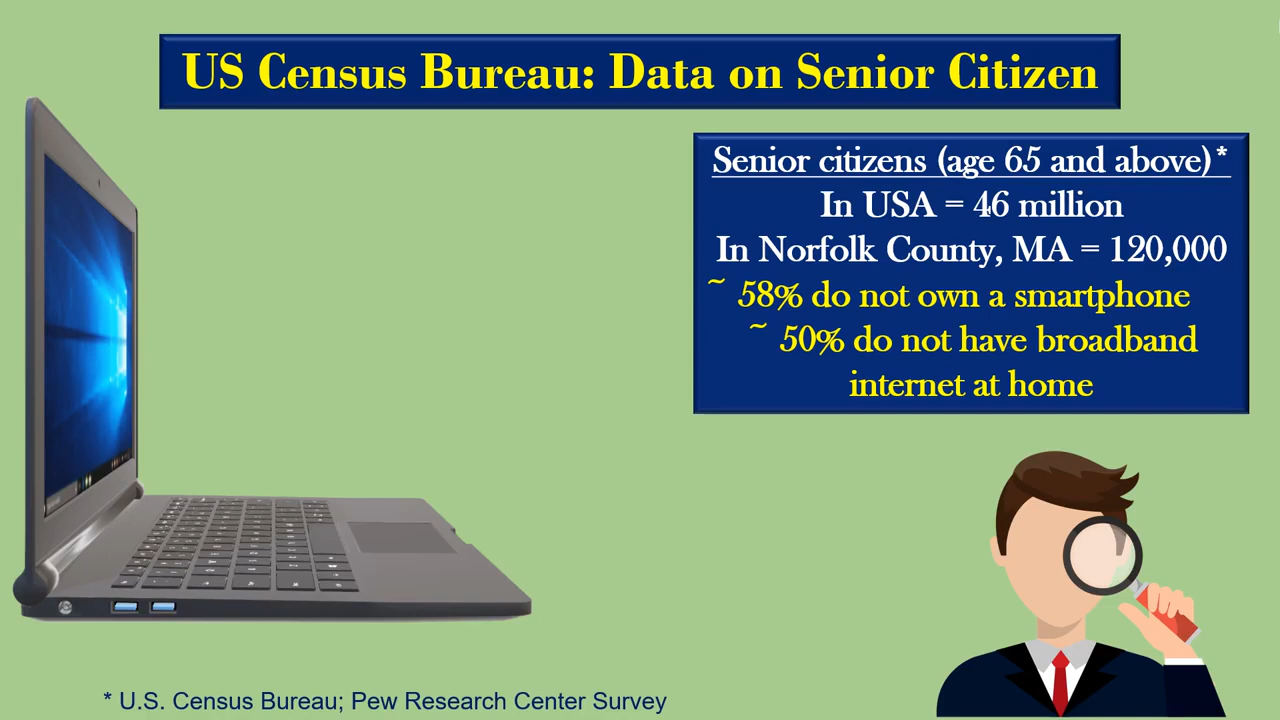 US Census Bureau: Data on Senior Citizen
Senior citizens (age 65 and above)*
In USA = 46 million
In Norfolk County, MA = 120,000
~ 58% do not own a smartphone
~ 50% do not have broadband
internet at home
* U.S. Census Bureau; Pew Research Center Survey